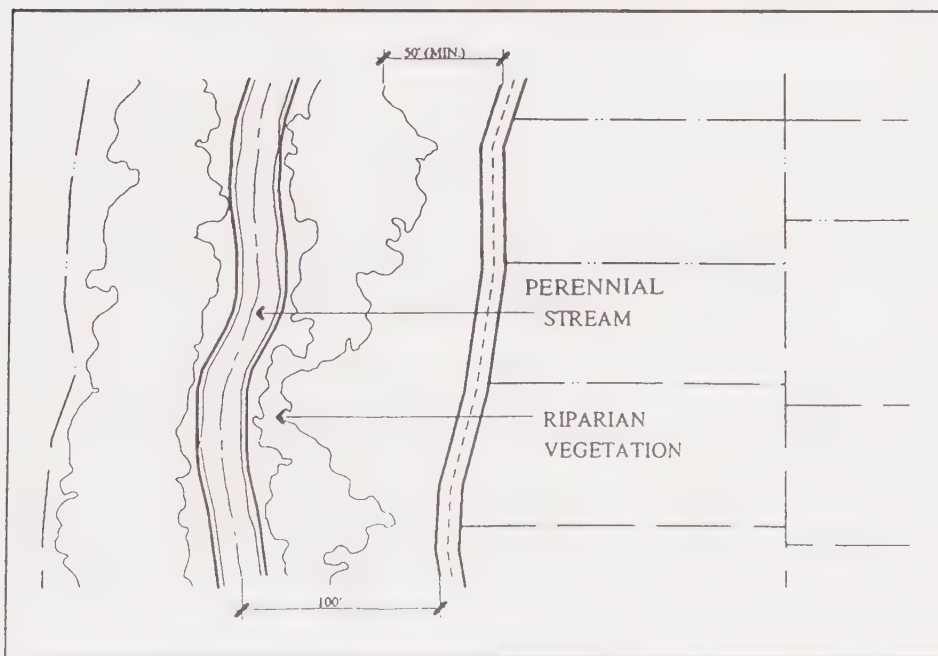 50' (MIN.)
PERENNIAL
STREAM
RIPARIAN
VEGETATION
100'